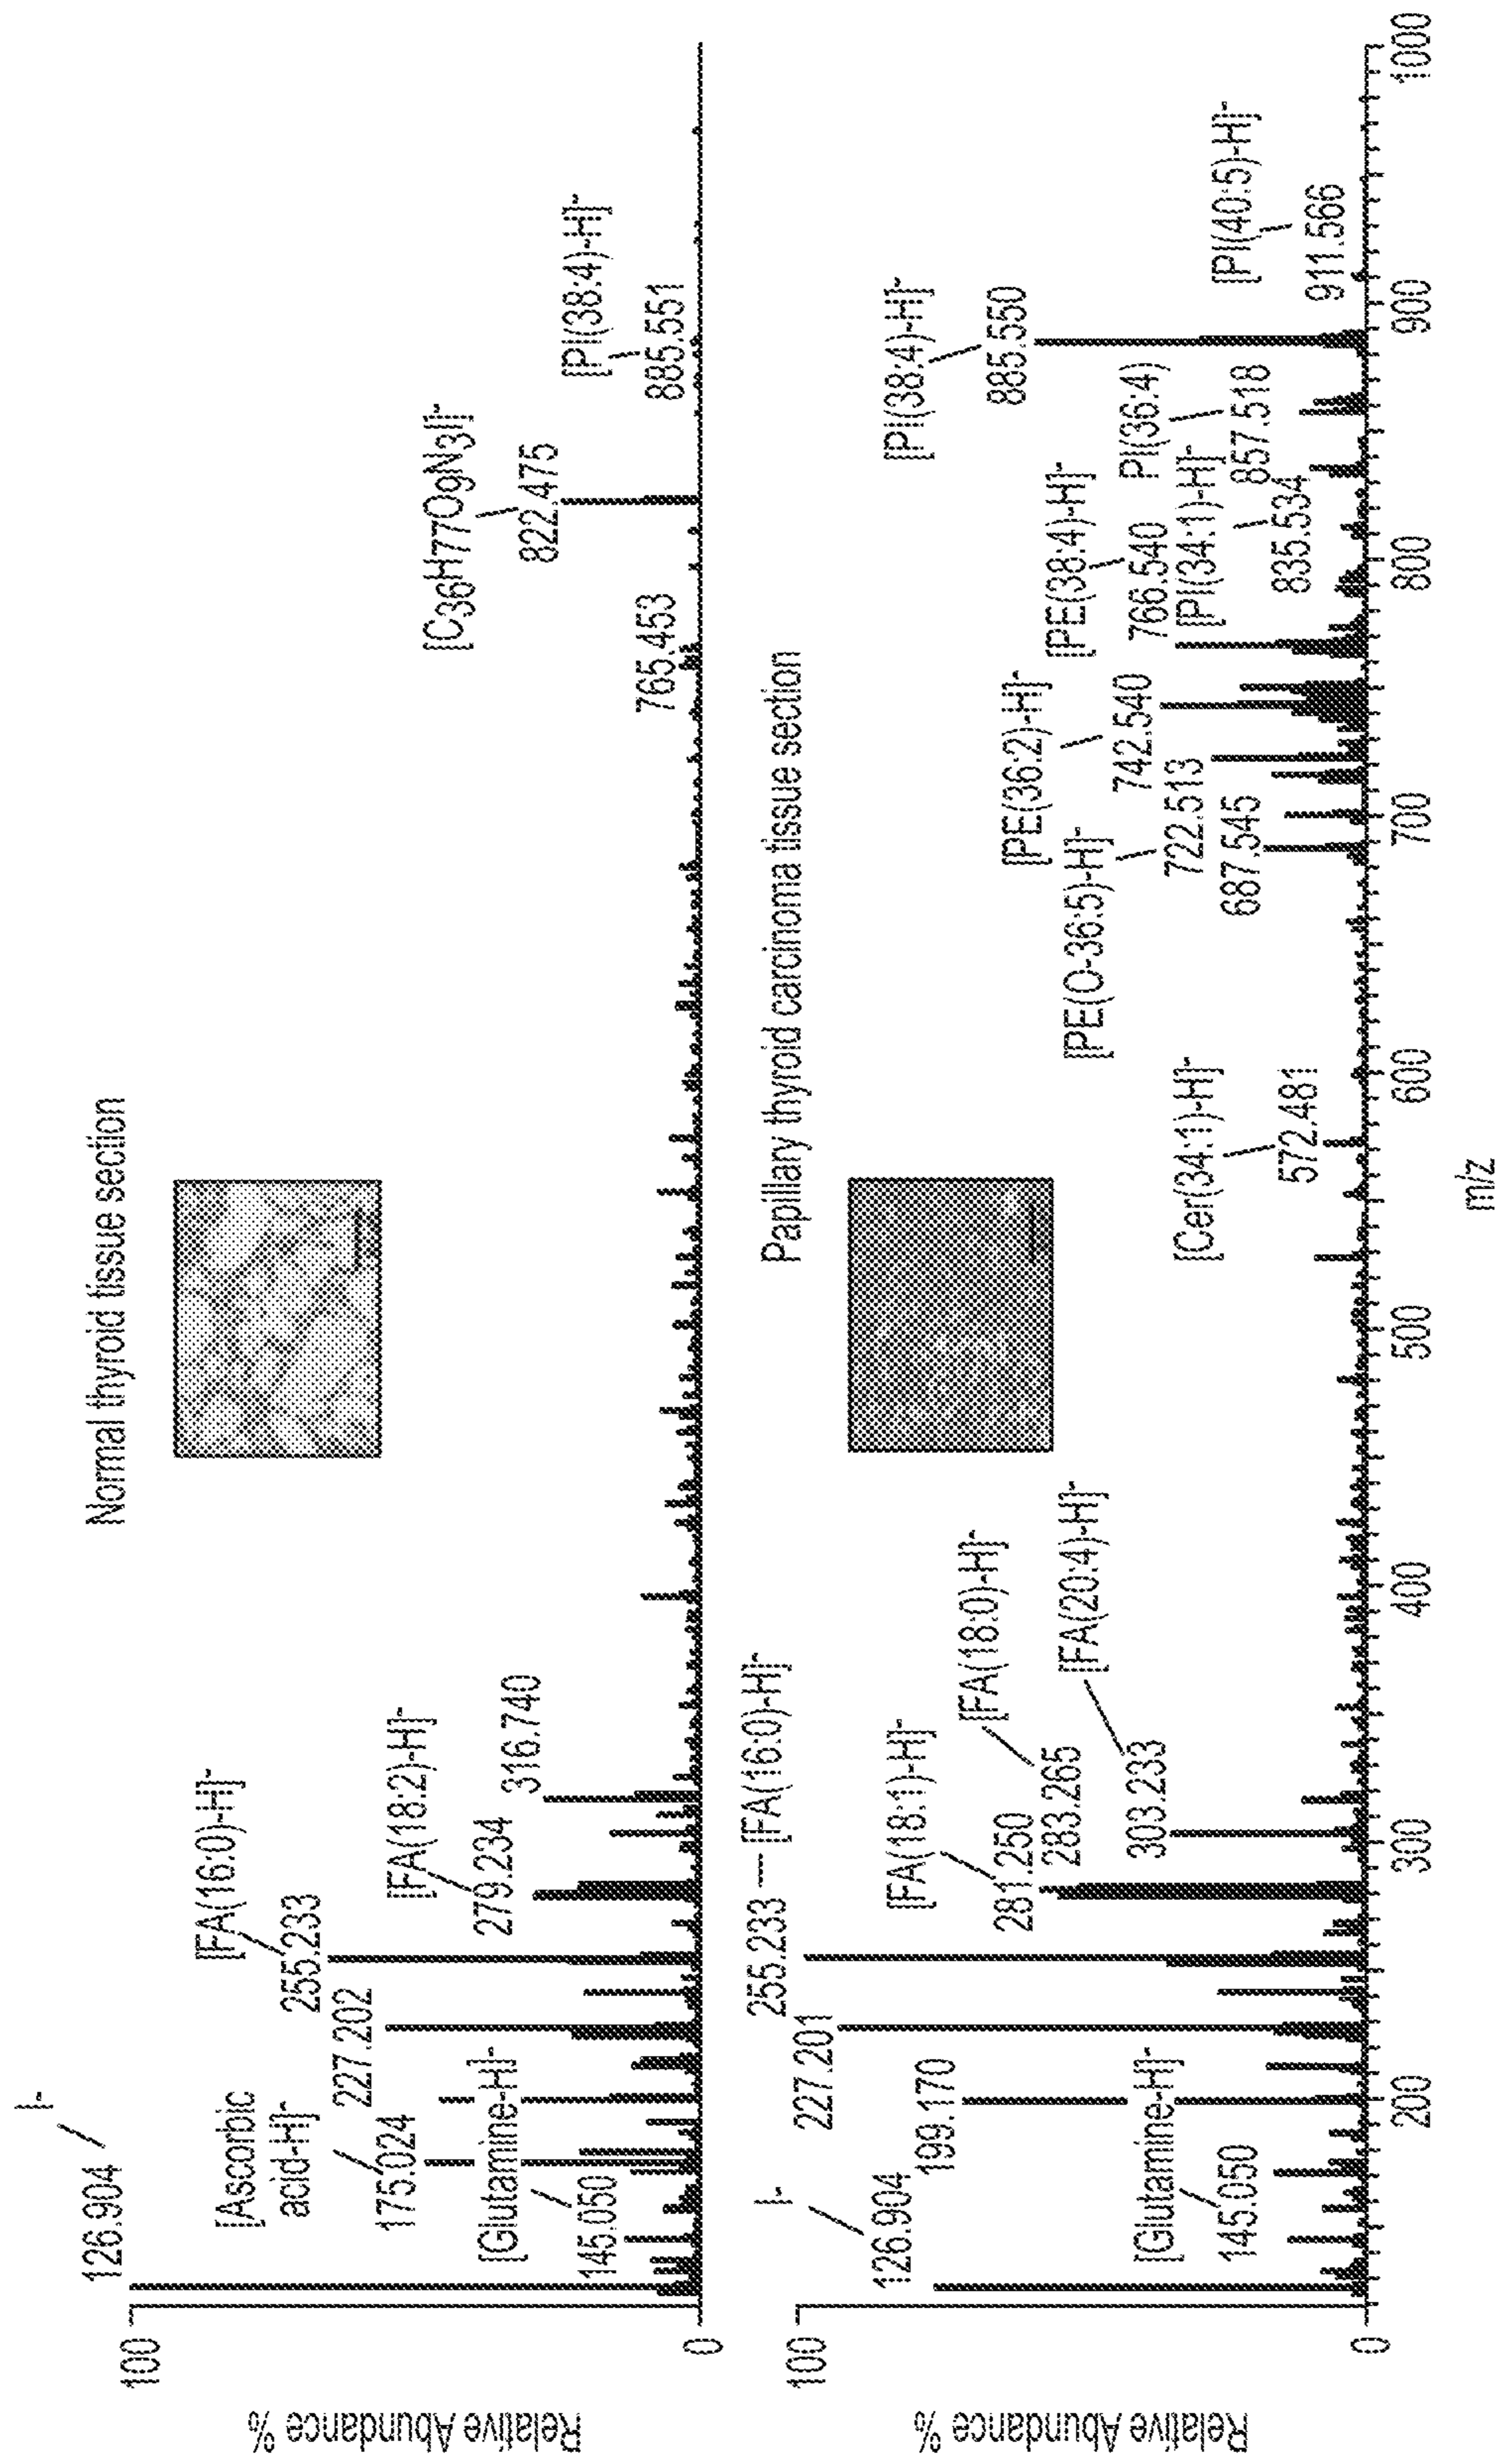 Normal thyroid tissue section
Relative Abundance %
100
0
I-
126.904
[Ascorbic
acid-H]-
175.024
[Glutamine-H]-
145.050
227.202
[FA(16:0)-H]-
255.233
[FA(18:2)-H]-
279.234
316.740
765.453
[C36H77O9N3I]-
822.475
[PI(38:4)-H]-
885.551
Papillary thyroid carcinoma tissue section
Relative Abundance %
100
0
I-
126.904
[Glutamine-H]-
145.050
199.170
227.201
255.233
[FA(16:0)-H]-
[FA(18:1)-H]-
281.250
[FA(18:0)-H]-
283.265
[FA(20:4)-H]-
303.233
[Cer(34:1)-H]-
572.481
687.545
[PE(O-36:5)-H]-
722.513
[PE(36:2)-H]-
742.540
[PE(38:4)-H]-
766.540
[PI(34:1)-H]-
835.534
PI(36:4)
857.518
[PI(38:4)-H]-
885.550
[PI(40:5)-H]-
911.566
200
300
400
500
600
700
800
900
1000
m/z